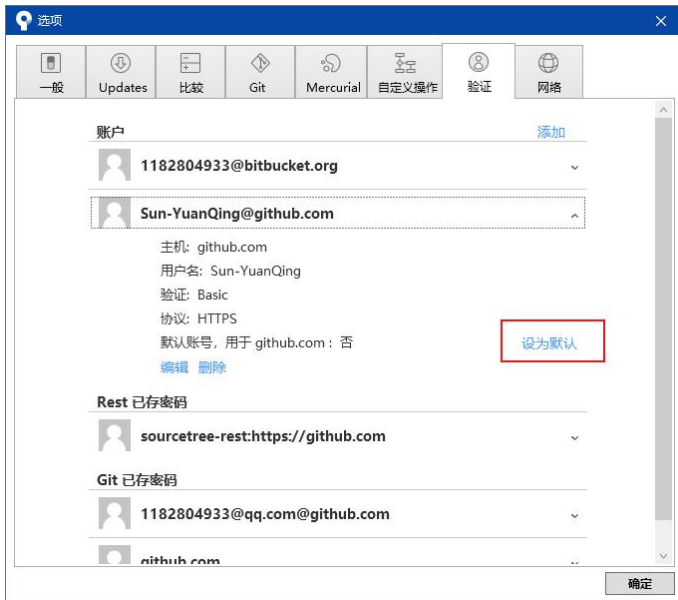 选项
一般 Updates 比较 Git Mercurial 自定义操作 验证 网络
账户 添加
1182804933@bitbucket.org
Sun-YuanQing@github.com
主机: github.com
用户名: Sun-YuanQing
验证: Basic
协议: HTTPS
默认账号，用于 github.com : 否 设为默认
编辑 删除
Rest 已存密码
sourcetree-rest:https://github.com
Git 已存密码
1182804933@qq.com@github.com
github.com
确定